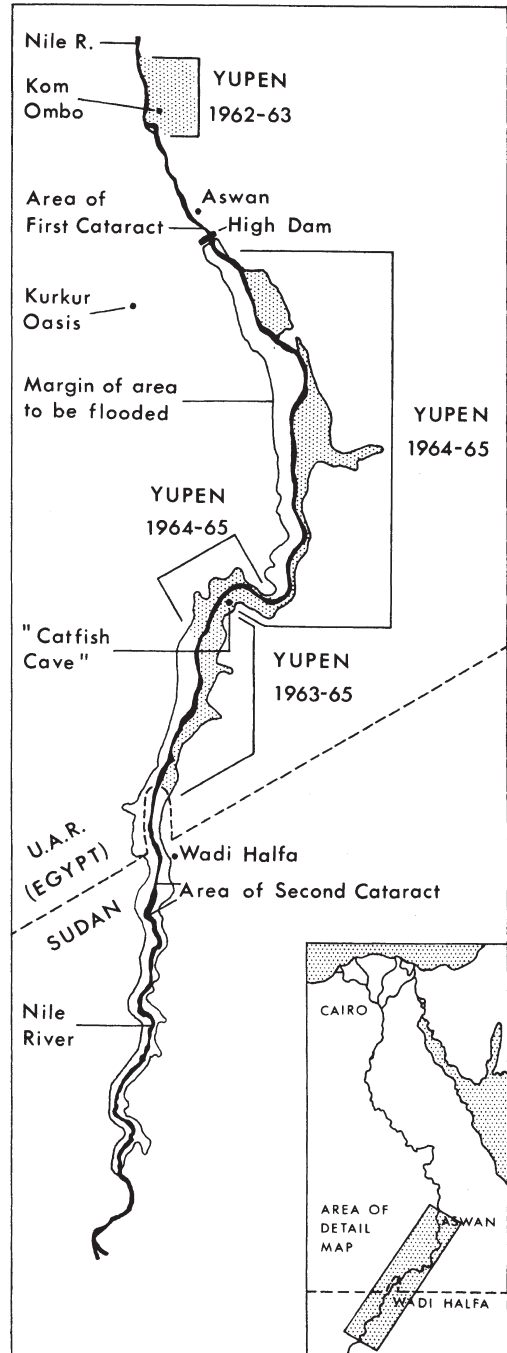 Nile R.
YUPEN
1962-63
Kom
Ombo
Aswan
Area of
First Cataract
High Dam
Kurkur
Oasis
Margin of area
to be flooded
YUPEN
1964-65
YUPEN
1964-65
"Catfish
Cave"
YUPEN
1963-65
U.A.R.
(EGYPT)
Wadi Halfa
Area of Second Cataract
SUDAN
Nile
River
CAIRO
AREA OF
DETAIL
MAP
ASWAN
WADI HALFA